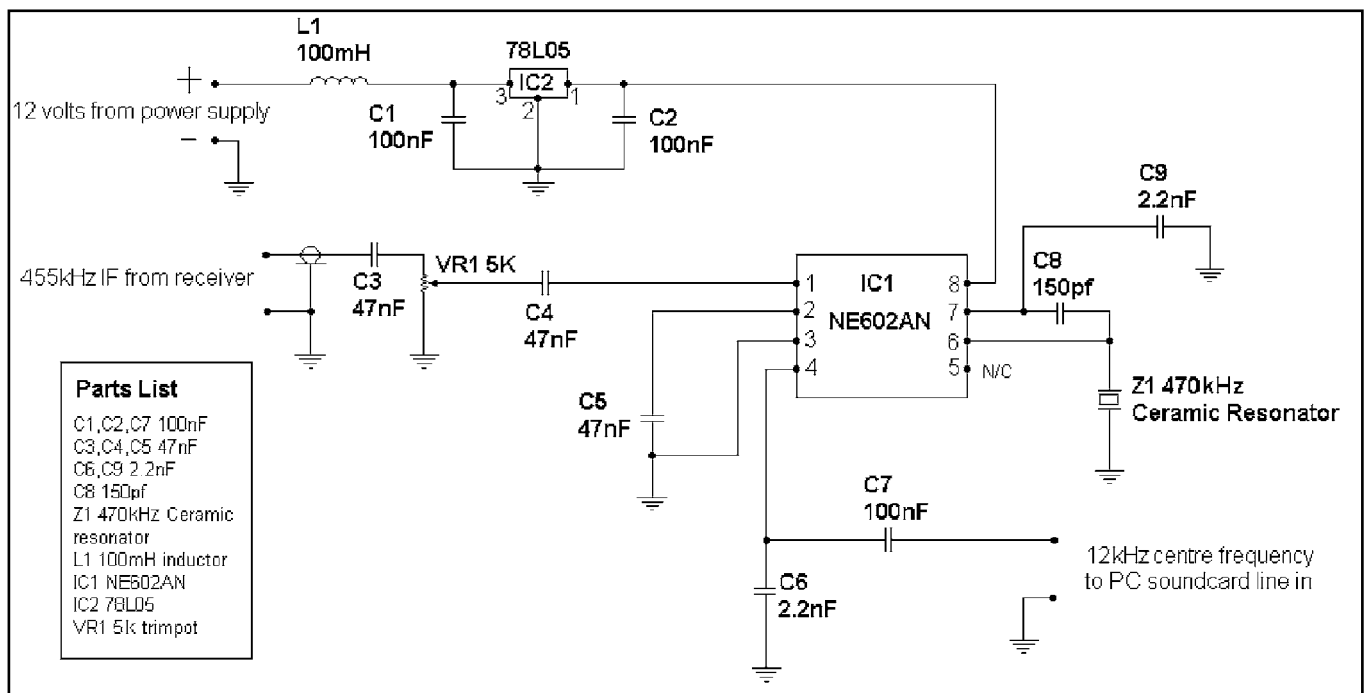 L1
100mH
78L05
IC2
3
2
1
+
12 volts from power supply
-
C1
100nF
C2
100nF
C9
2.2nF
455kHz IF from receiver
C3
47nF
VR1 5K
C4
47nF
IC1
NE602AN
1
2
3
4
8
7
6
5
N/C
C8
150pf
Z1 470kHz
Ceramic Resonator
C5
47nF
C7
100nF
C6
2.2nF
12kHz centre frequency
to PC soundcard line in
Parts List
C1,C2,C7 100nF
C3,C4,C5 47nF
C6,C9 2.2nF
C8 150pf
Z1 470kHz Ceramic
resonator
L1 100mH inductor
IC1 NE602AN
IC2 78L05
VR1 5K trimpot